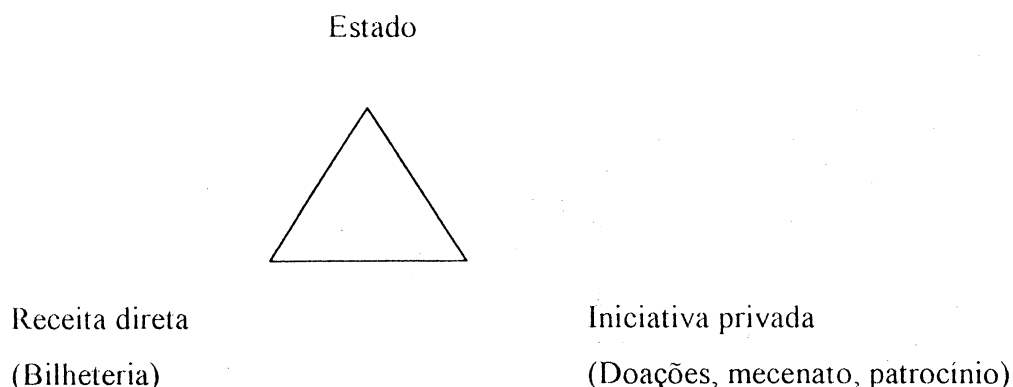 Estado
Receita direta
Iniciativa privada
(Bilheteria)
(Doações, mecenato, patrocínio)